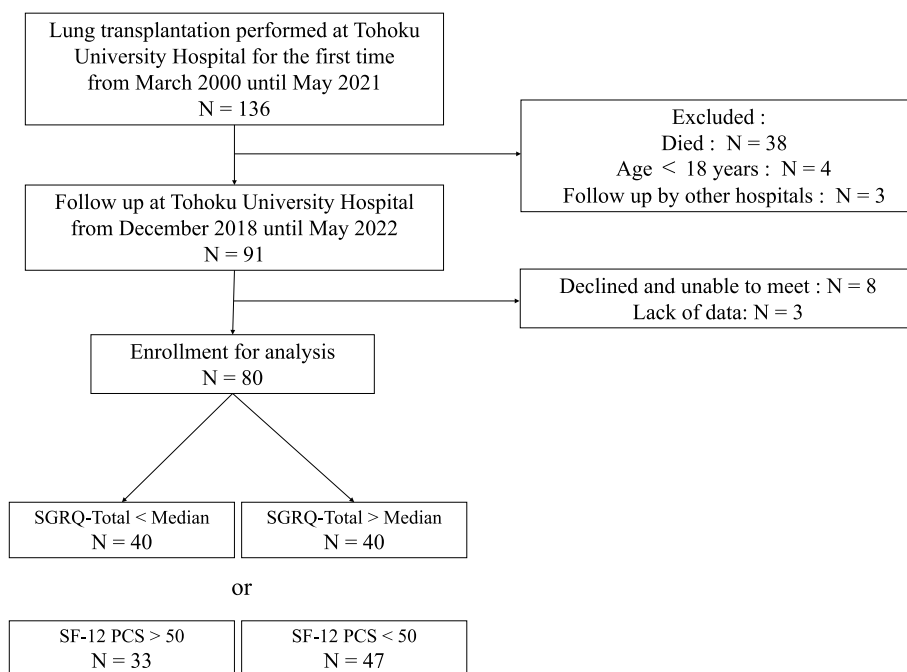 Lung transplantation performed at Tohoku
University Hospital for the first time
from March 2000 until May 2021
N = 136
Excluded :
Died : N = 38
Age < 18 years : N = 4
Follow up by other hospitals : N = 3
Follow up at Tohoku University Hospital
from December 2018 until May 2022
N = 91
Declined and unable to meet : N = 8
Lack of data: N = 3
Enrollment for analysis
N = 80
SGRQ-Total < Median
N = 40
SGRQ-Total > Median
N = 40
or
SF-12 PCS > 50
N = 33
SF-12 PCS < 50
N = 47